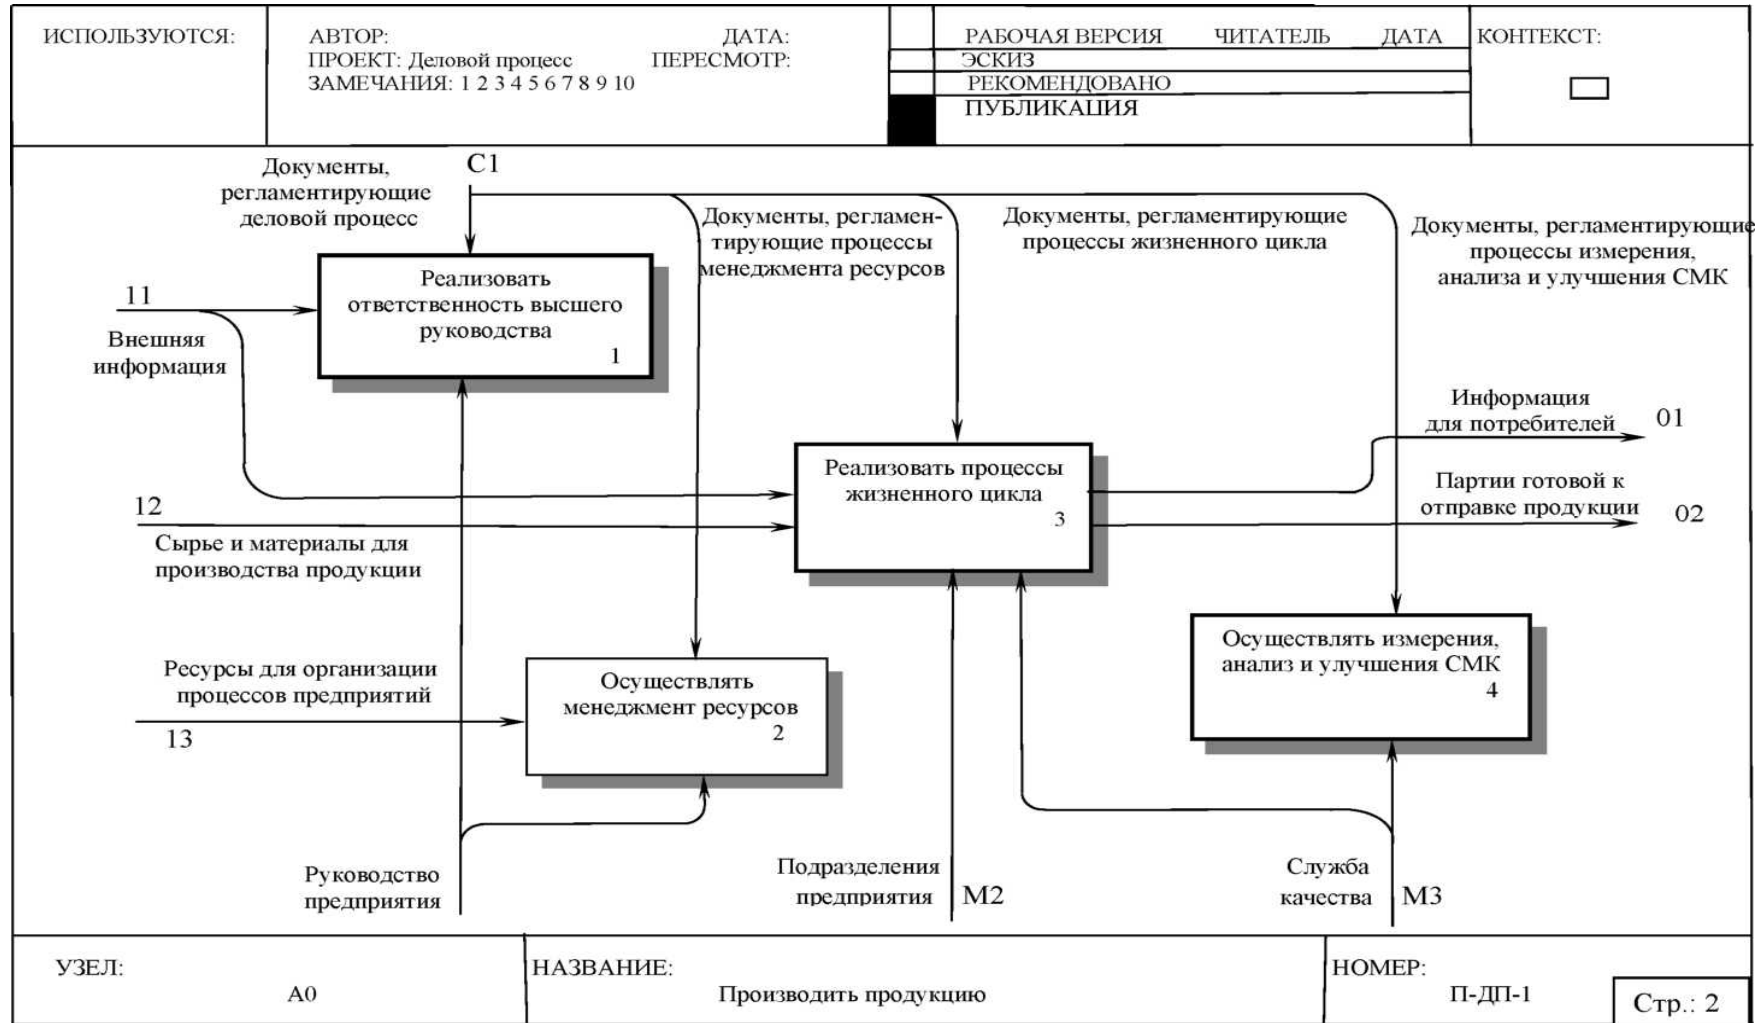 ИСПОЛЬЗУЮТСЯ:
АВТОР:
ДАТА:
ПРОЕКТ: Деловой процесс
ПЕРЕСМОТР:
ЗАМЕЧАНИЯ: 1 2 3 4 5 6 7 8 9 10
РАБОЧАЯ ВЕРСИЯ
ЧИТАТЕЛЬ
ДАТА
ЭСКИЗ
РЕКОМЕНДОВАНО
ПУБЛИКАЦИЯ
КОНТЕКСТ:
Документы,
регламентирующие
деловой процесс
С1
Документы, регламен-
тирующие процессы
менеджмента ресурсов
Документы, регламентирующие
процессы жизненного цикла
Документы, регламентирующие
процессы измерения,
анализа и улучшения СМК
11
Внешняя
информация
Реализовать
ответственность высшего
руководства
1
Информация
для потребителей
01
Реализовать процессы
жизненного цикла
3
Партии готовой к
отправке продукции
02
12
Сырье и материалы для
производства продукции
Ресурсы для организации
процессов предприятий
13
Осуществлять
менеджмент ресурсов
2
Осуществлять измерения,
анализ и улучшения СМК
4
Руководство
предприятия
Подразделения
предприятия
М2
Служба
качества
М3
УЗЕЛ:
А0
НАЗВАНИЕ:
Производить продукцию
НОМЕР:
П-ДП-1
Стр.: 2